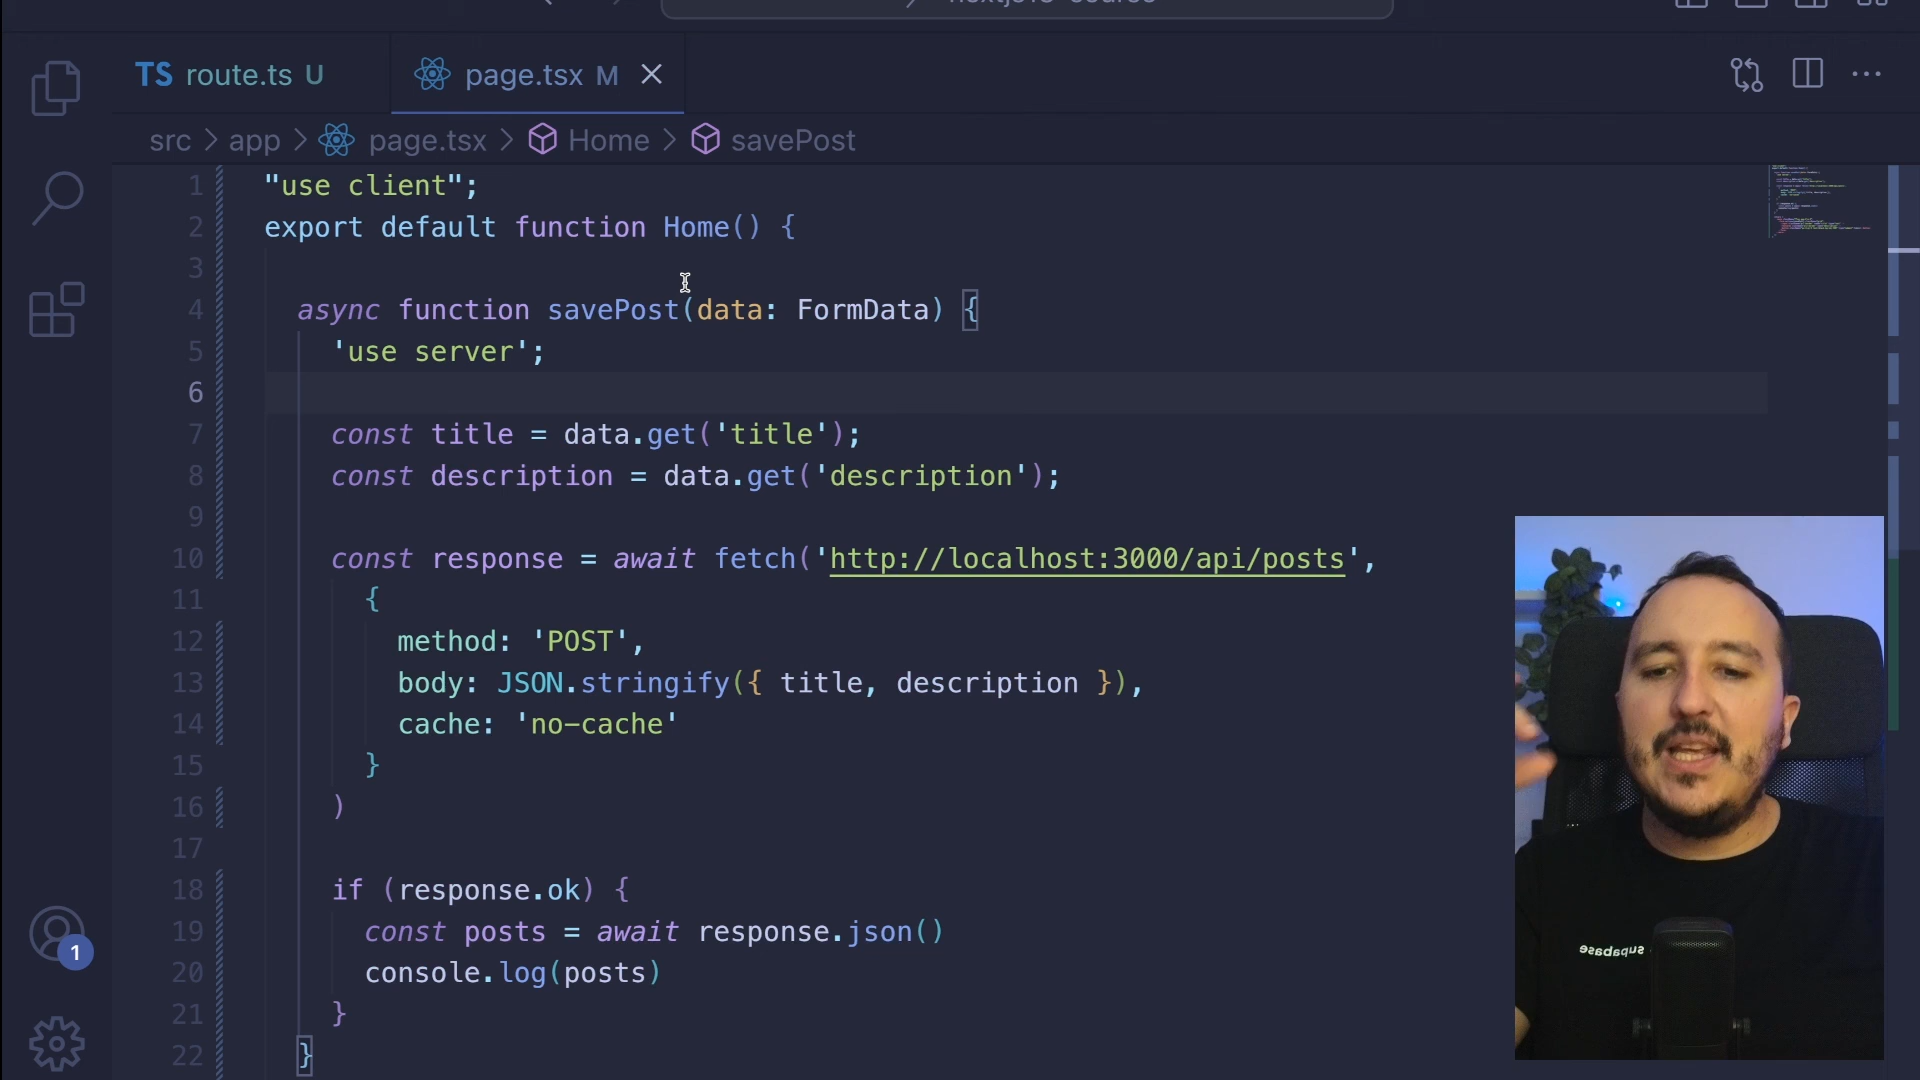 TS route.ts U
page.tsx M
src > app > page.tsx > Home > savePost
1 "use client";
2 export default function Home() {
3
4 async function savePost(data: FormData) {
5 'use server';
6
7 const title = data.get('title');
8 const description = data.get('description');
9
10 const response = await fetch('http://localhost:3000/api/posts',
11 {
12 method: 'POST',
13 body: JSON.stringify({ title, description }),
14 cache: 'no-cache'
15 }
16 )
17
18 if (response.ok) {
19 const posts = await response.json()
20 console.log(posts)
21 }
22 }
1
supabase